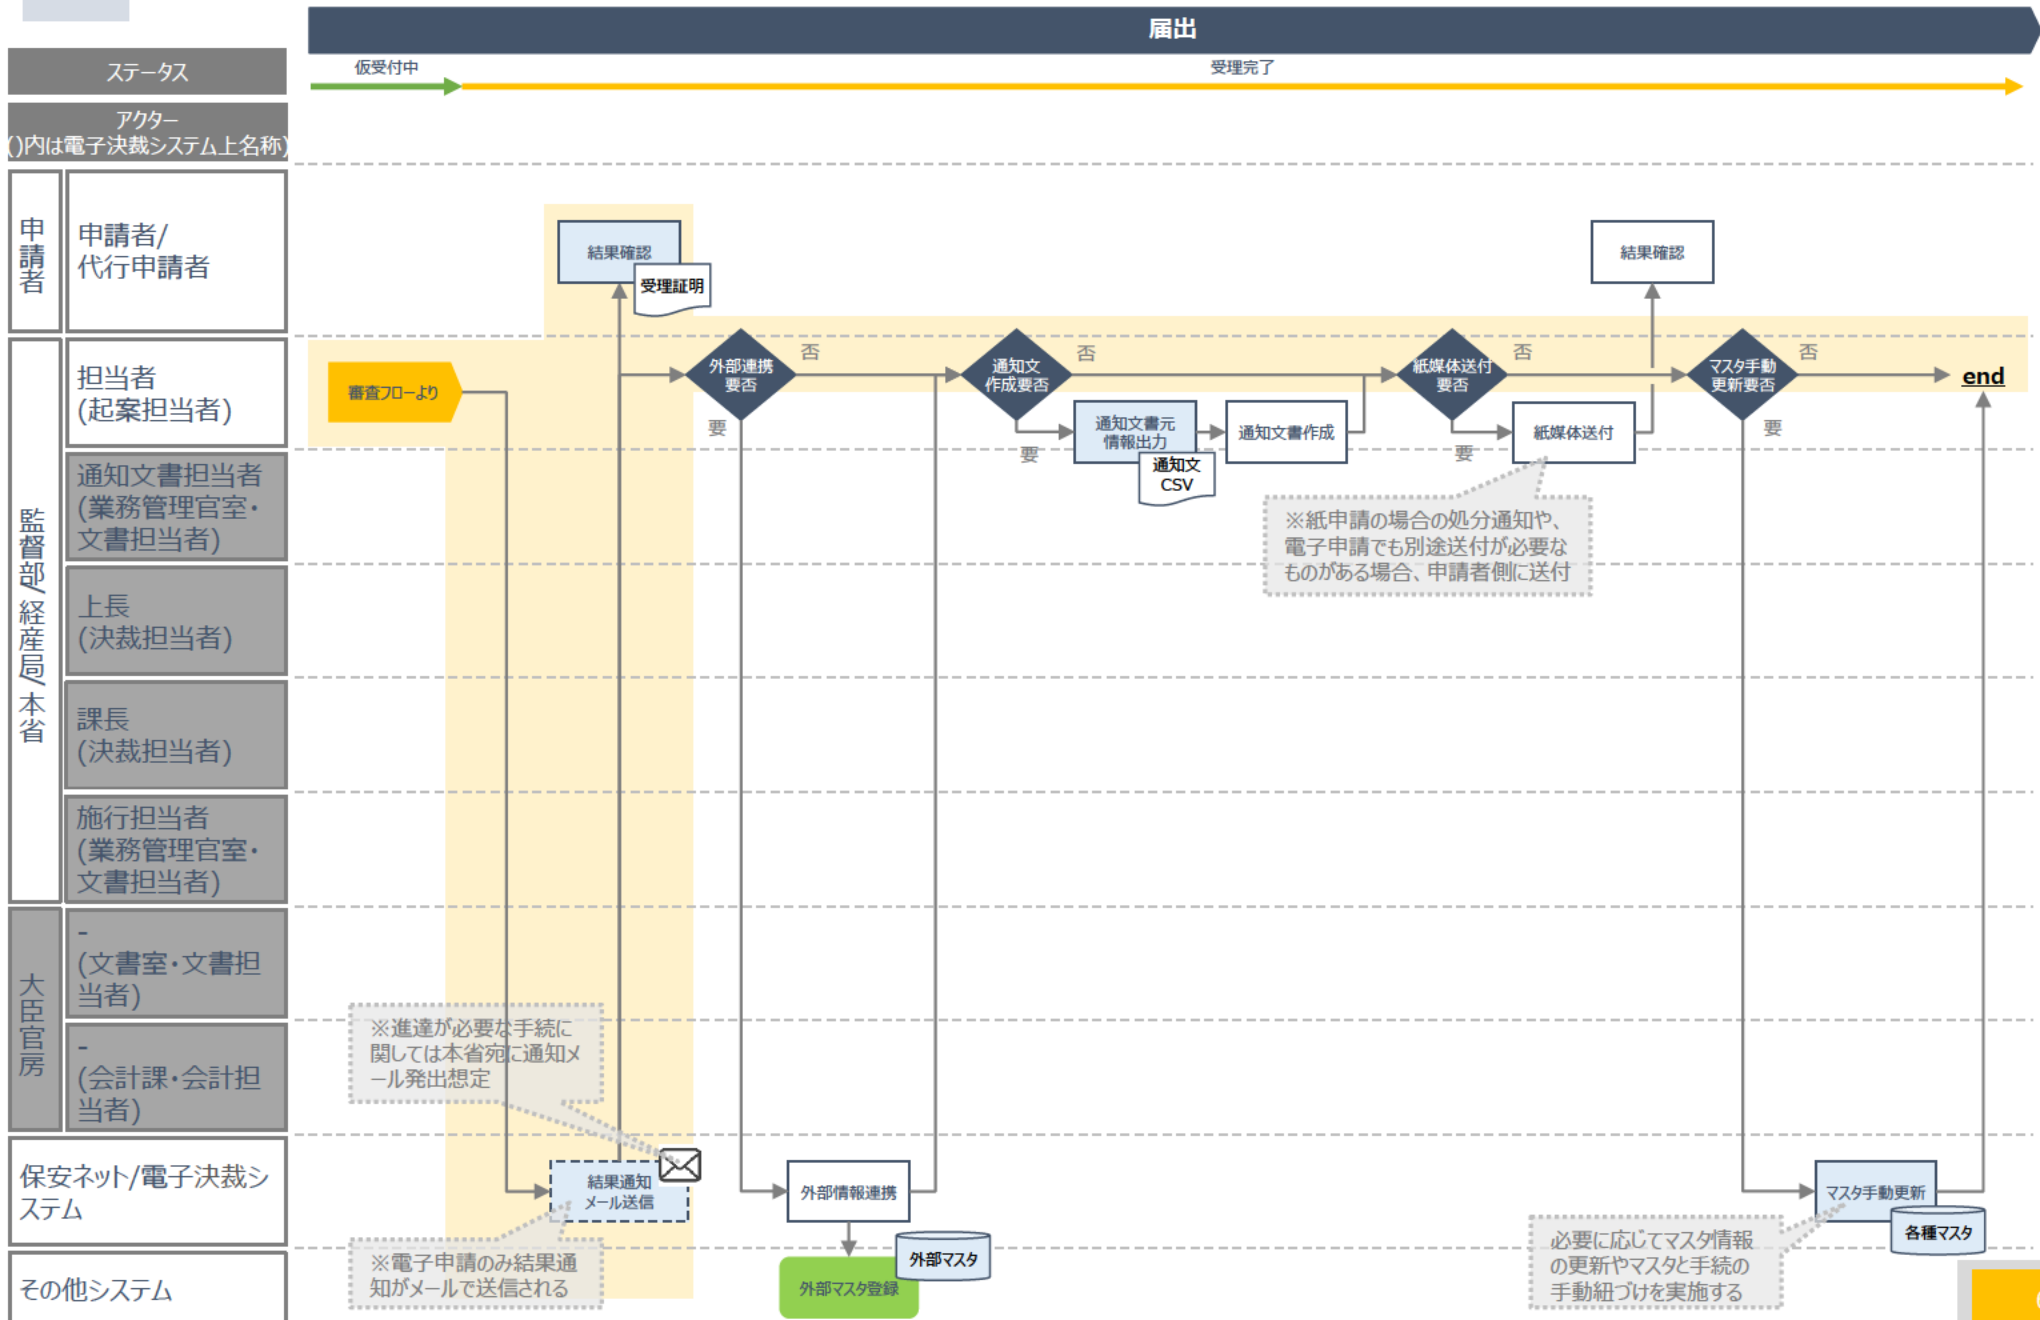 届出
ステータス
仮受付中
受理完了
アクター
()内は電子決裁システム上名称)
申請者
申請者/
代行申請者
結果確認
受理証明
結果確認
監督部/経産局/本省
担当者
(起案担当者)
審査フローより
外部連携
要否
否
要
通知文
作成要否
否
要
通知文書元
情報出力
通知文
CSV
通知文書作成
紙媒体送付
要否
否
要
紙媒体送付
マスタ手動
更新要否
否
要
end
※紙申請の場合の処分通知や、
電子申請でも別途送付が必要な
ものがある場合、申請者側に送付
通知文書担当者
(業務管理官室・
文書担当者)
上長
(決裁担当者)
課長
(決裁担当者)
施行担当者
(業務管理官室・
文書担当者)
大臣官房
-
(文書室・文書担
当者)
-
(会計課・会計担
当者)
※進達が必要な手続に
関しては本省宛に通知メ
ール発出想定
保安ネット/電子決裁シ
ステム
結果通知
メール送信
外部情報連携
マスタ手動更新
各種マスタ
※電子申請のみ結果通
知がメールで送信される
外部マスタ
必要に応じてマスタ情報
の更新やマスタと手続の
手動紐づけを実施する
その他システム
外部マスタ登録